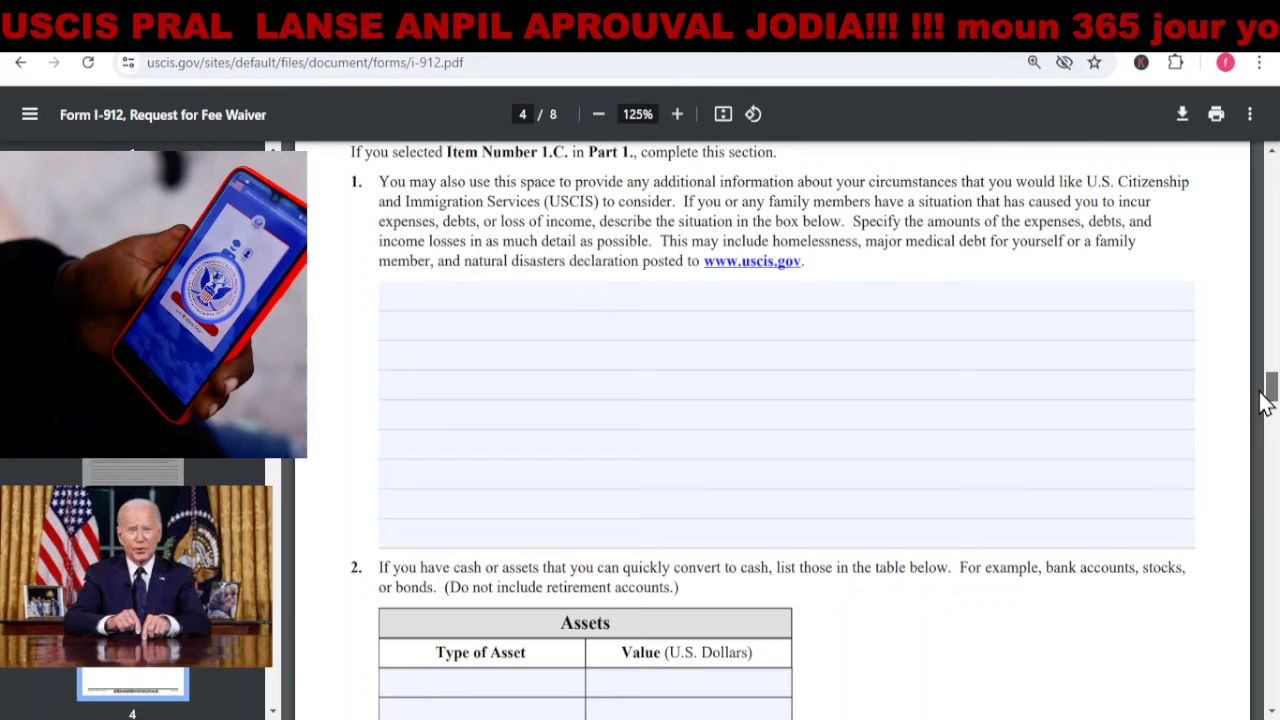 USCIS PRAL LANSE ANPIL APROUVAL JODIA!!! !!! moun 365 jour yo
uscis.gov/sites/default/files/document/forms/i-912.pdf
K
f
Form I-912, Request for Fee Waiver
4 / 8
125%
If you selected Item Number 1.C. in Part 1., complete this section.
1. You may also use this space to provide any additional information about your circumstances that you would like U.S. Citizenship
and Immigration Services (USCIS) to consider. If you or any family members have a situation that has caused you to incur
expenses, debts, or loss of income, describe the situation in the box below. Specify the amounts of the expenses, debts, and
income losses in as much detail as possible. This may include homelessness, major medical debt for yourself or a family
member, and natural disasters declaration posted to www.uscis.gov.
2. If you have cash or assets that you can quickly convert to cash, list those in the table below. For example, bank accounts, stocks,
or bonds. (Do not include retirement accounts.)
Assets
Type of Asset Value (U.S. Dollars)
4